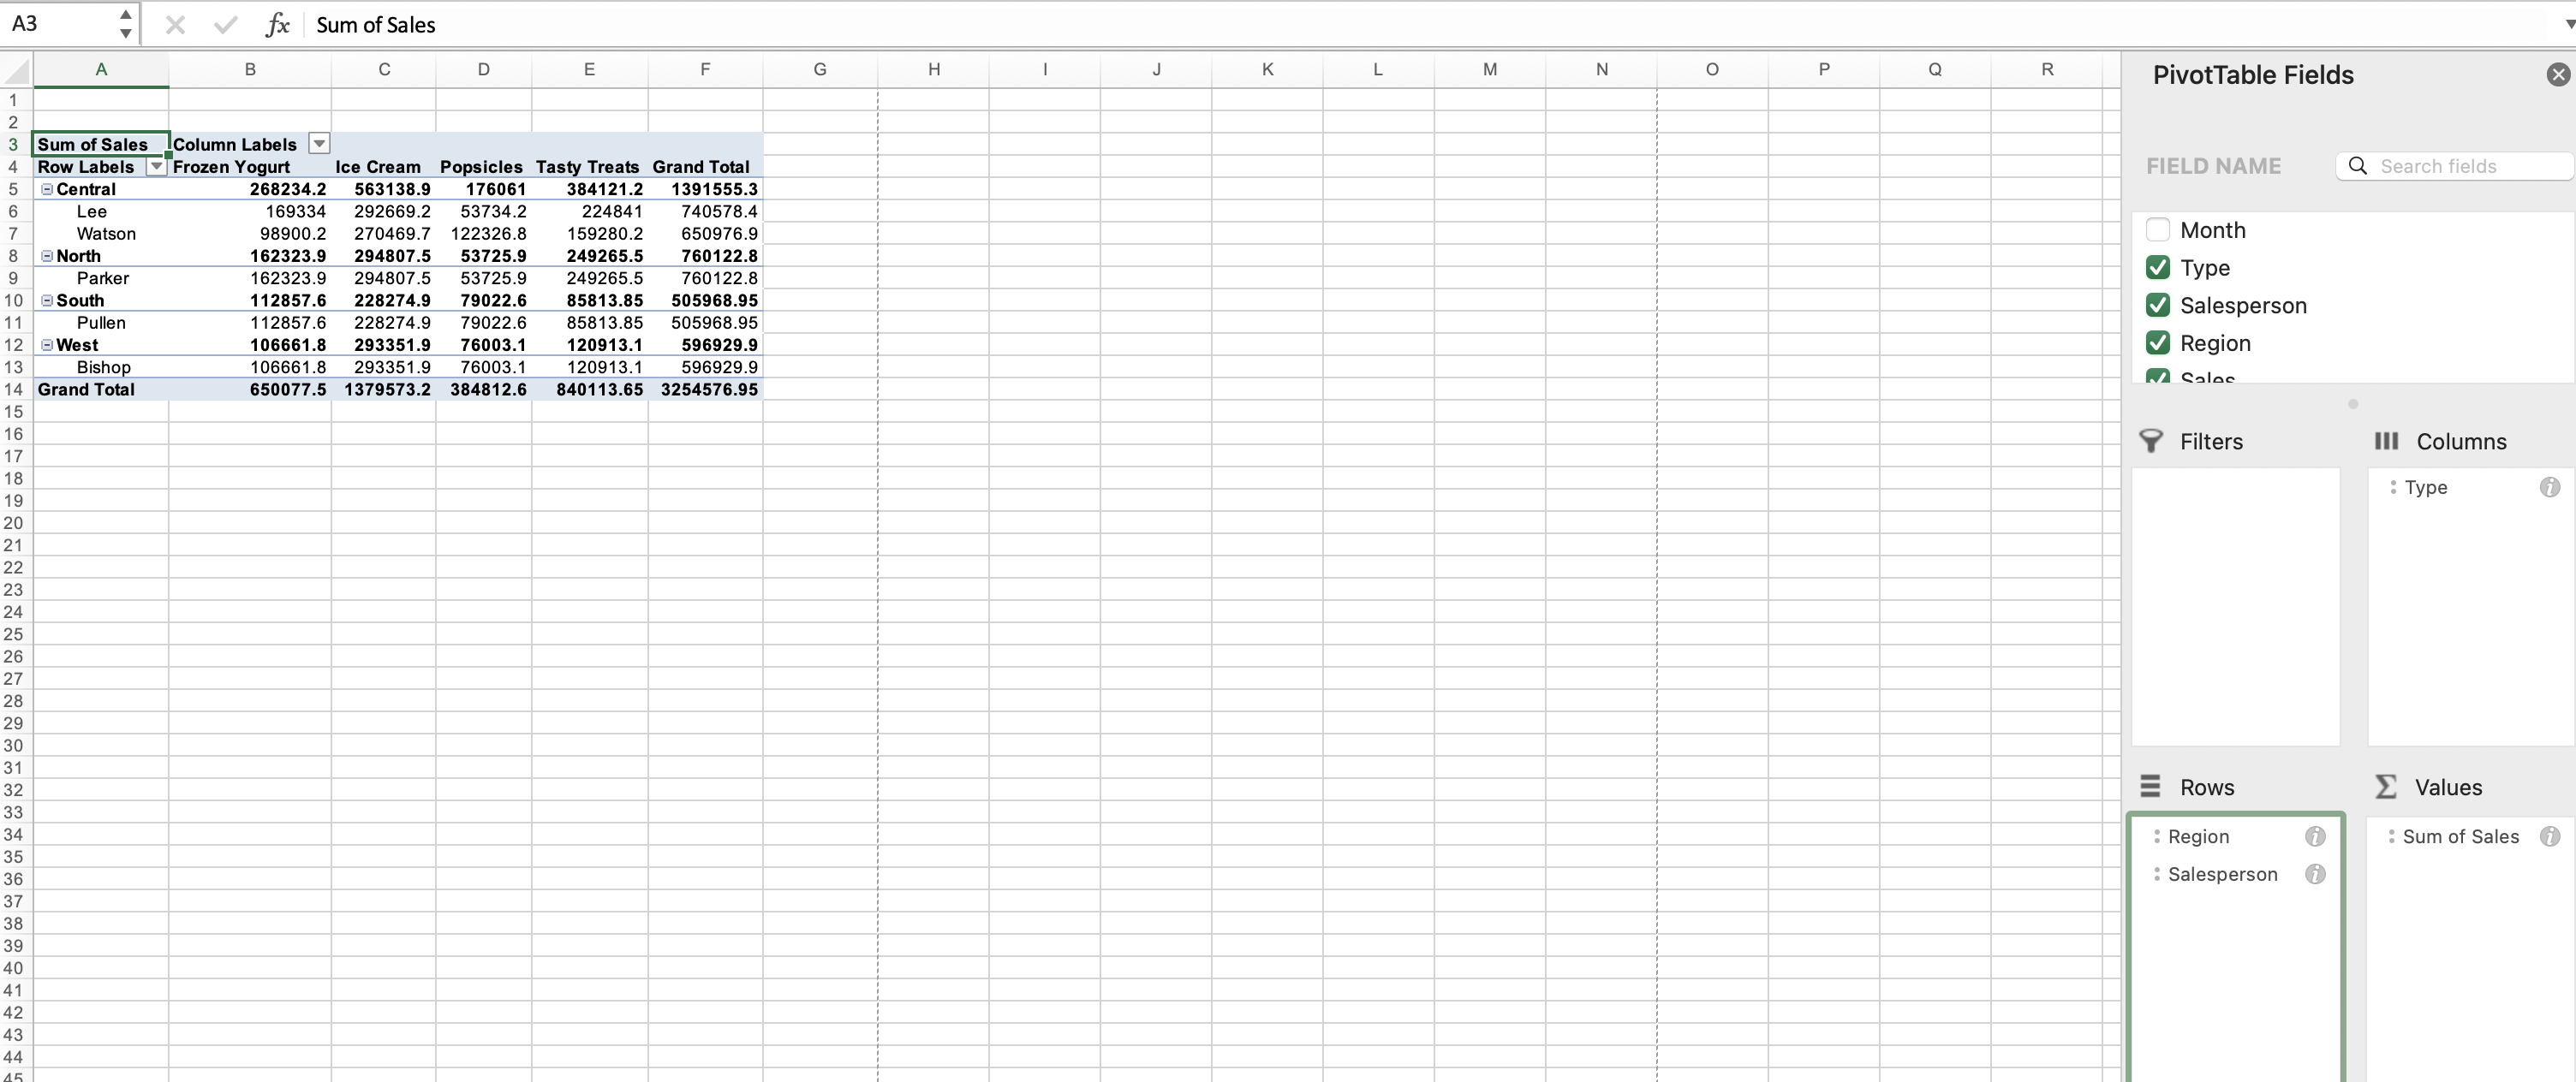 A3 fx Sum of Sales
A B C D E F G H I J K L M N O P Q R
1
2
3 Sum of Sales Column Labels
4 Row Labels Frozen Yogurt Ice Cream Popsicles Tasty Treats Grand Total
5 Central 268234.2 563138.9 176061 384121.2 1391555.3
6 Lee 169334 292669.2 53734.2 224841 740578.4
7 Watson 98900.2 270469.7 122326.8 159280.2 650976.9
8 North 162323.9 294807.5 53725.9 249265.5 760122.8
9 Parker 162323.9 294807.5 53725.9 249265.5 760122.8
10 South 112857.6 228274.9 79022.6 85813.85 505968.95
11 Pullen 112857.6 228274.9 79022.6 85813.85 505968.95
12 West 106661.8 293351.9 76003.1 120913.1 596929.9
13 Bishop 106661.8 293351.9 76003.1 120913.1 596929.9
14 Grand Total 650077.5 1379573.2 384812.6 840113.65 3254576.95
15
16
17
18
19
20
21
22
23
24
25
26
27
28
29
30
31
32
33
34
35
36
37
38
39
40
41
42
43
44
45
PivotTable Fields
FIELD NAME Search fields
Month
Type
Salesperson
Region
Sales
Filters Columns
Type
Rows Values
Region Sum of Sales
Salesperson